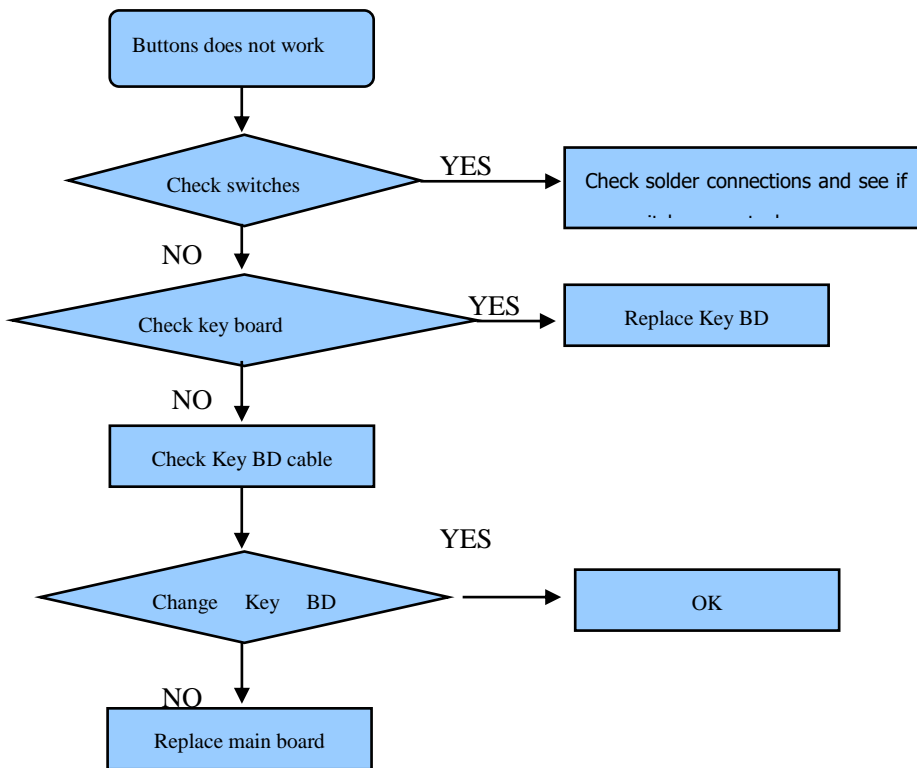 Buttons does not work
Check switches
YES
Check solder connections and see if
NO
Check key board
YES
Replace Key BD
NO
Check Key BD cable
YES
Change Key BD
OK
NO
Replace main board